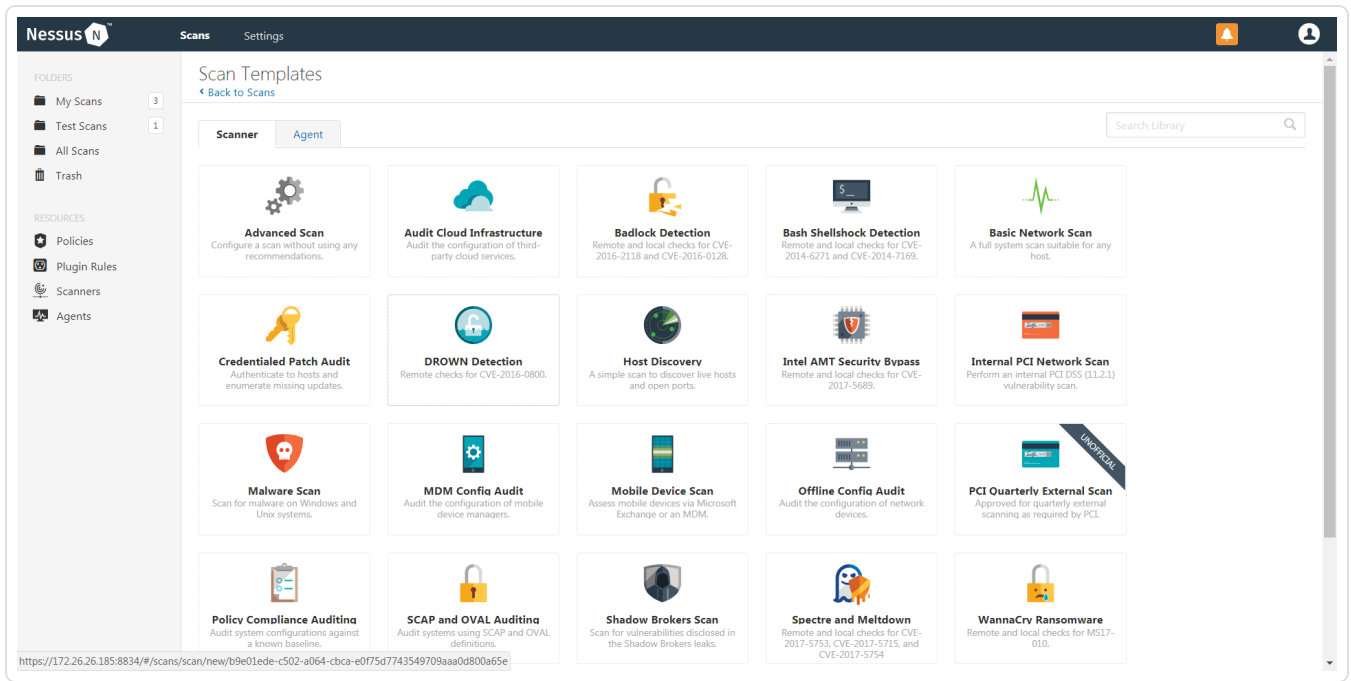 Nessus N ™
Scans Settings
FOLDERS
My Scans 3
Test Scans 1
All Scans
Trash
RESOURCES
Policies
Plugin Rules
Scanners
Agents
Scan Templates
Back to Scans
Scanner Agent
Search Library
Advanced Scan
Configure a scan without using any
recommendations.
Audit Cloud Infrastructure
Audit the configuration of third-
party cloud services.
Badlock Detection
Remote and local checks for CVE-
2016-2118 and CVE-2016-0128.
$_
Bash Shellshock Detection
Remote and local checks for CVE-
2014-6271 and CVE-2014-7169.
Basic Network Scan
A full system scan suitable for any
host.
Credentialed Patch Audit
Authenticate to hosts and
enumerate missing updates.
DROWN Detection
Remote checks for CVE-2016-0800.
Host Discovery
A simple scan to discover live hosts
and open ports.
Intel AMT Security Bypass
Remote and local checks for CVE-
2017-5689.
Internal PCI Network Scan
Perform an internal PCI DSS (11.2.1)
vulnerability scan.
Malware Scan
Scan for malware on Windows and
Unix systems.
MDM Config Audit
Audit the configuration of mobile
device managers.
Mobile Device Scan
Assess mobile devices via Microsoft
Exchange or an MDM.
Offline Config Audit
Audit the configuration of network
devices.
UNOFFICIAL
PCI Quarterly External Scan
Approved for quarterly external
scanning as required by PCI.
Policy Compliance Auditing
Audit system configurations against
a known baseline.
SCAP and OVAL Auditing
Audit systems using SCAP and OVAL
definitions.
Shadow Brokers Scan
Scan for vulnerabilities disclosed in
the Shadow Brokers leaks.
Spectre and Meltdown
Remote and local checks for CVE-
2017-5753, CVE-2017-5715, and
CVE-2017-5754
WannaCry Ransomware
Remote and local checks for MS17-
010.
https://172.26.26.185:8834/#/scans/scan/new/b9e01ede-c502-a064-cbca-e0f75d7743549709aaa0d800a65e